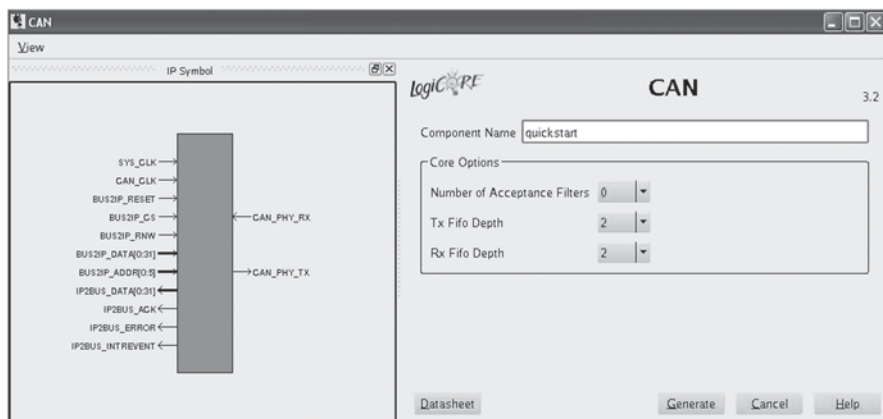 CAN
View
IP Symbol
SYS_CLK
CAN_CLK
BUS2IP_RESET
BUS2IP_CS
BUS2IP_RNW
BUS2IP_DATA[0:31]
BUS2IP_ADDR[0:5]
IP2BUS_DATA[0:31]
IP2BUS_ACK
IP2BUS_ERROR
IP2BUS_INTREVENT
CAN_PHY_RX
CAN_PHY_TX
LogiCORE
CAN
3.2
Component Name quickstart
Core Options
Number of Acceptance Filters 0
Tx Fifo Depth 2
Rx Fifo Depth 2
Datasheet Generate Cancel Help